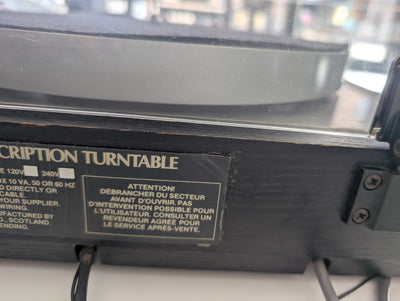 CRIPTION TURNTABLE
E 120V 240V
X 10 VA, 50 OR 60 HZ
D DIRECTLY OR
CABLE.
YOUR SUPPLIER.
WIRING.
MANUFACTURED BY
D, SCOTLAND.
ENDING.
ATTENTION!
DÉBRANCHER DU SECTEUR
AVANT D'OUVRIR. PAS
D'INTERVENTION POSSIBLE POUR
L'UTILISATEUR. CONSULTER UN
REVENDEUR AGRÉE POUR
LE SERVICE APRÈS-VENTE.